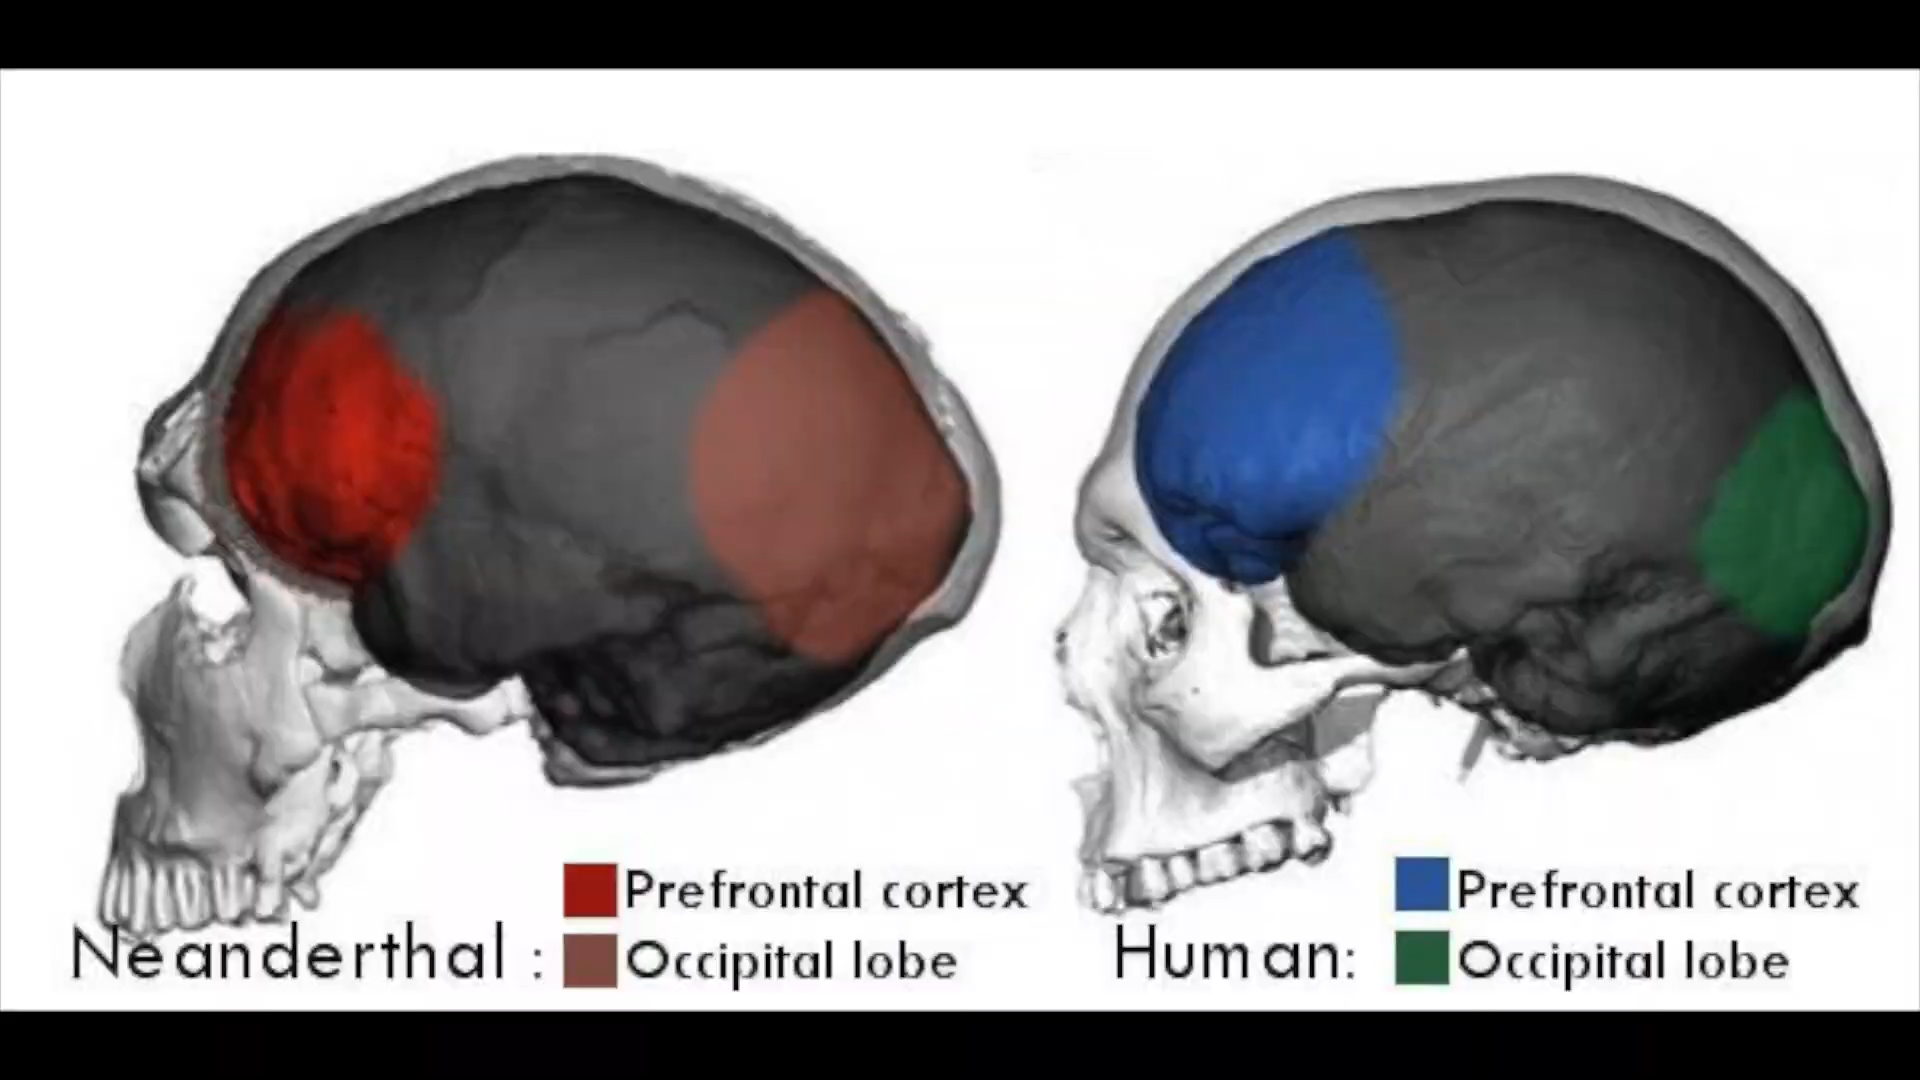 Neanderthal :
Prefrontal cortex
Occipital lobe
Human:
Prefrontal cortex
Occipital lobe